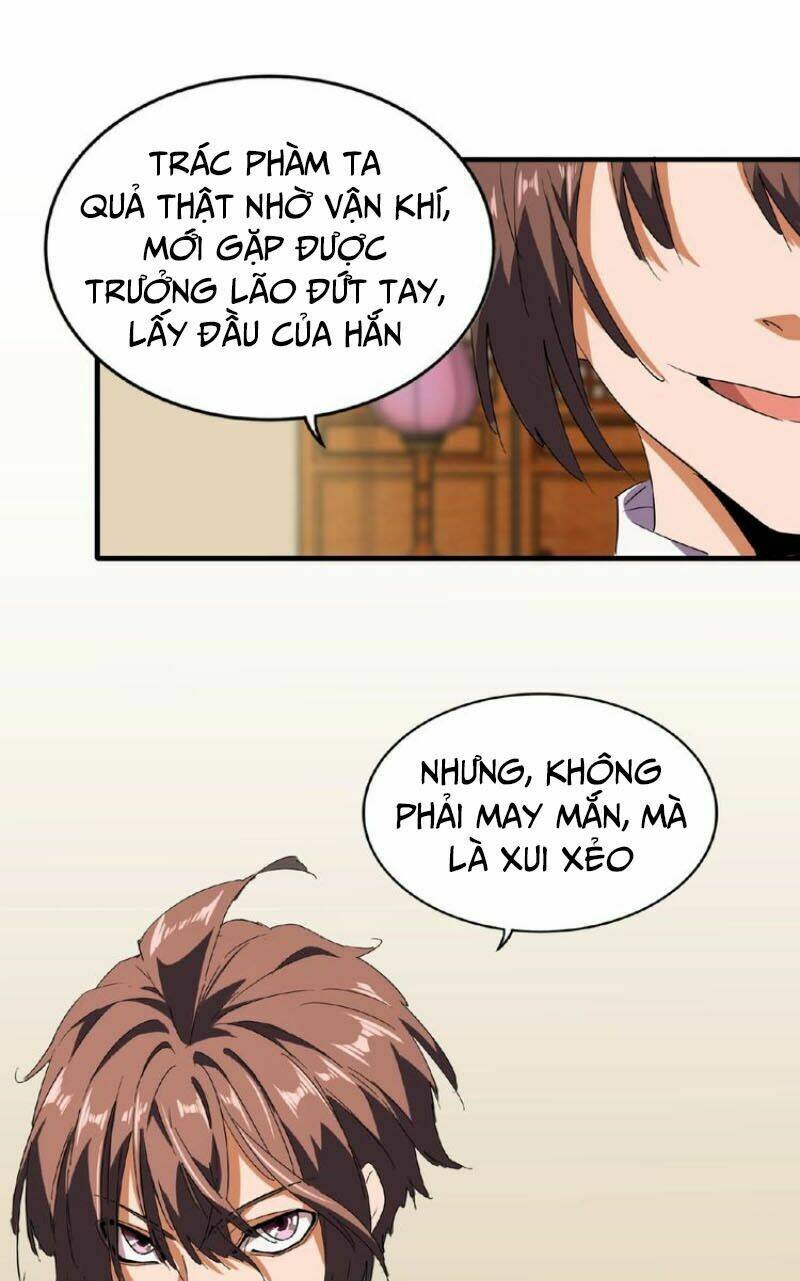 TRÁC PHÀM TA
QUẢ THẬT NHỜ VẬN KHÍ,
MỚI GẶP ĐƯỢC
TRƯỞNG LÃO ĐỨT TAY,
LẤY ĐẦU CỦA HẮN
NHƯNG, KHÔNG
PHẢI MAY MẮN, MÀ
LÀ XUI XẺO